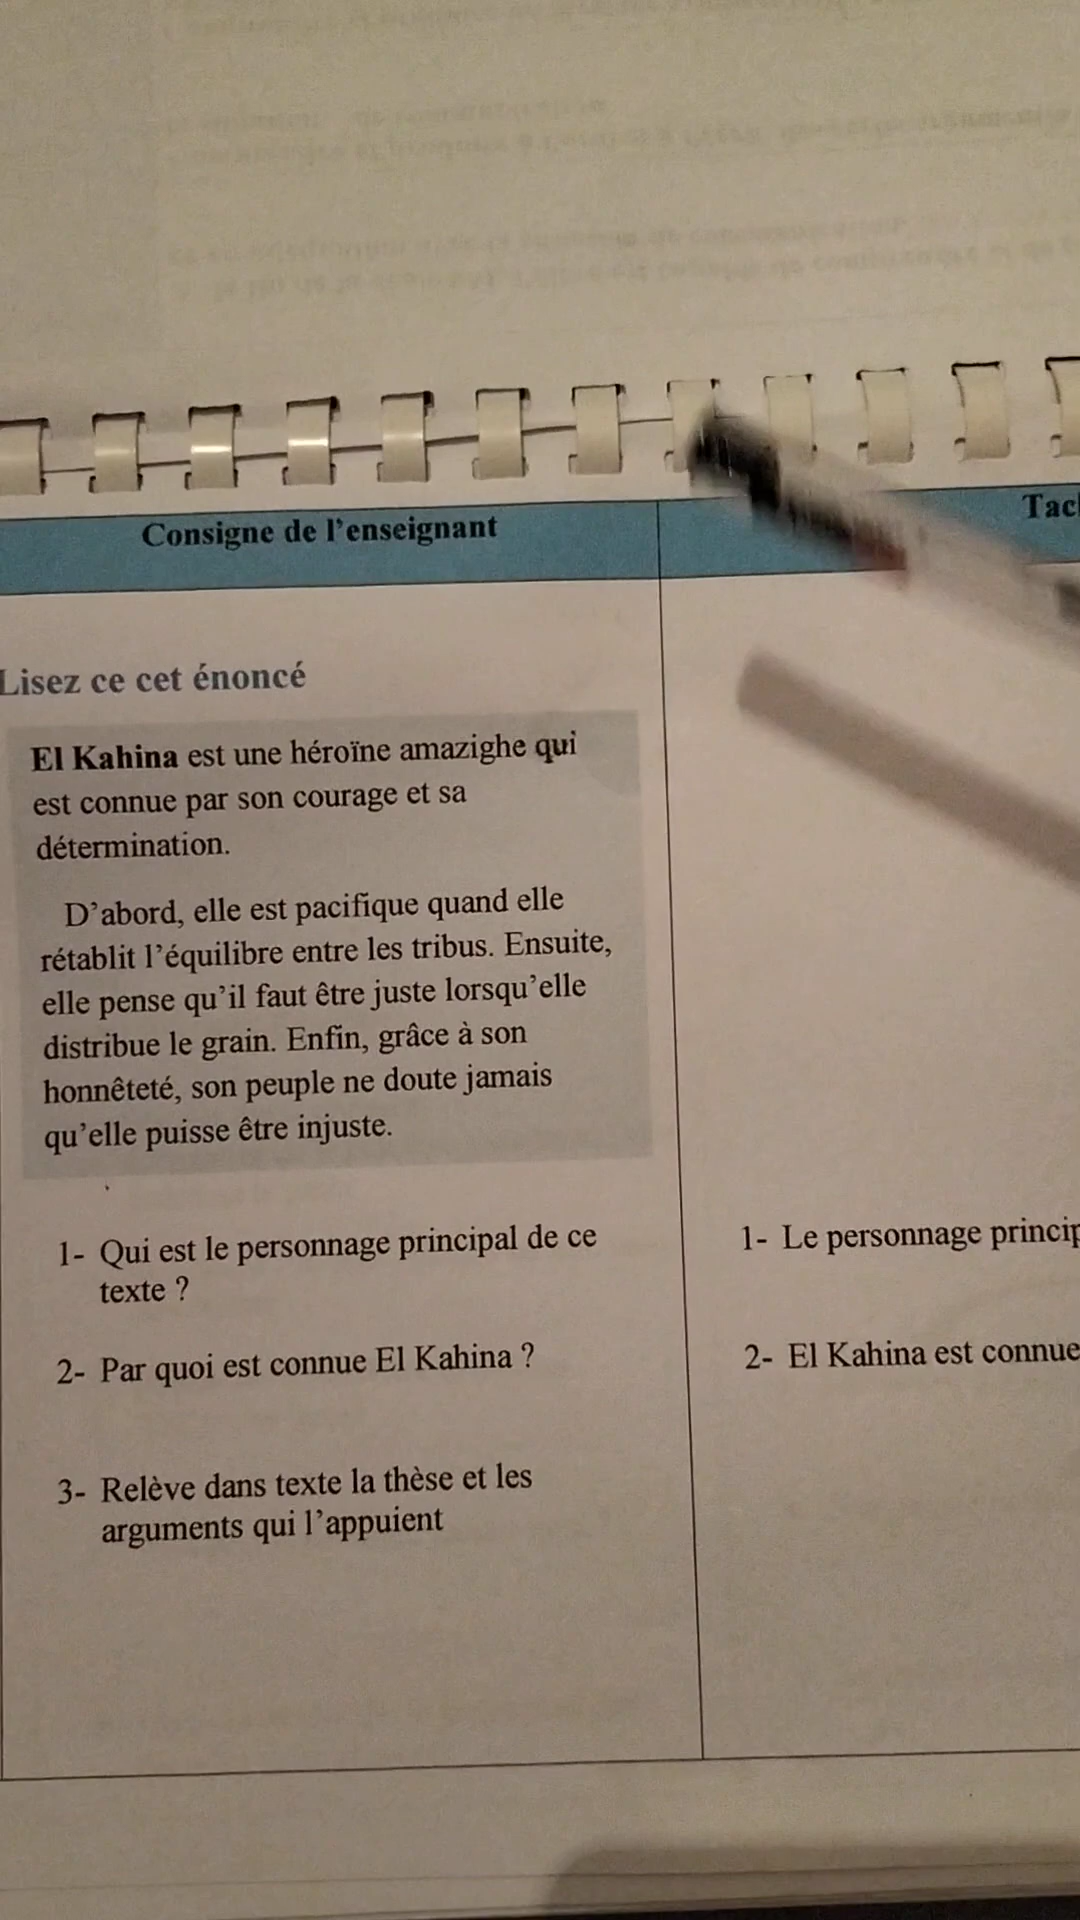 Consigne de l'enseignant
Lisez ce cet énoncé
El Kahina est une héroïne amazighe qui
est connue par son courage et sa
détermination.
D'abord, elle est pacifique quand elle
rétablit l'équilibre entre les tribus. Ensuite,
elle pense qu'il faut être juste lorsqu'elle
distribue le grain. Enfin, grâce à son
honnêteté, son peuple ne doute jamais
qu'elle puisse être injuste.
1- Qui est le personnage principal de ce
texte ?
2- Par quoi est connue El Kahina ?
3- Relève dans texte la thèse et les
arguments qui l'appuient
1- Le personnage
2- El Kahina est connue